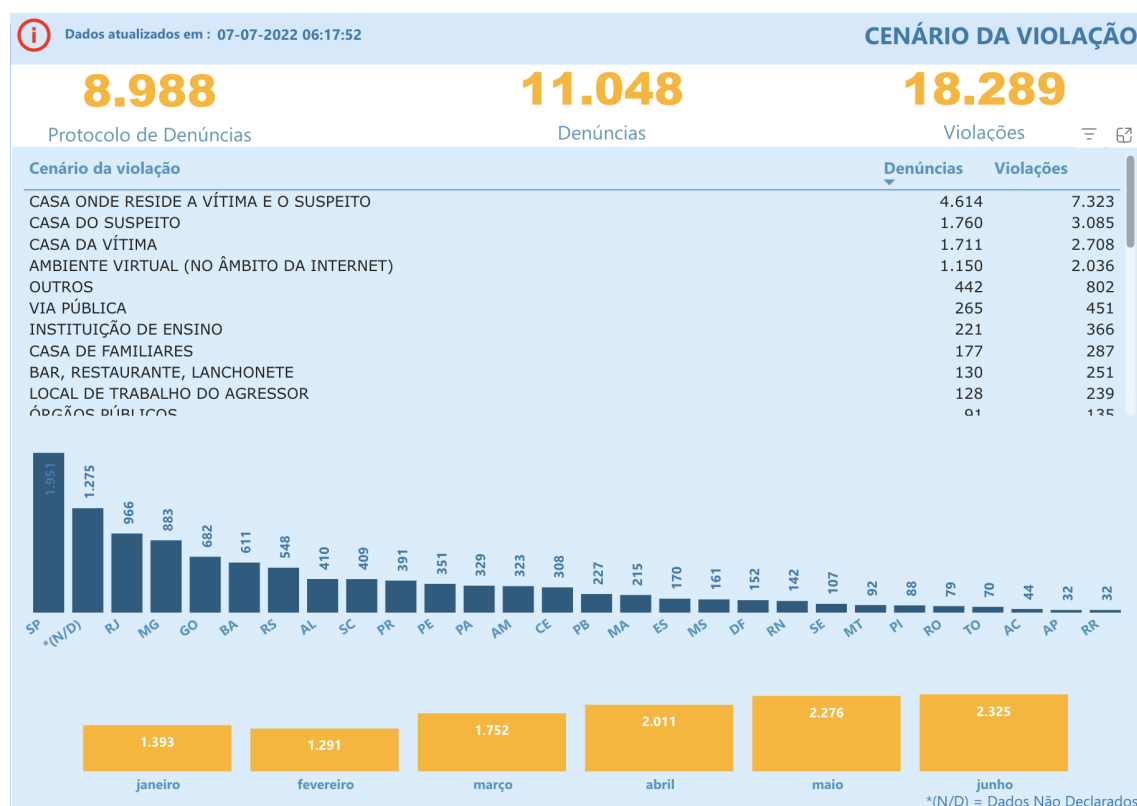 Dados atualizados em : 07-07-2022 06:17:52
CENÁRIO DA VIOLAÇÃO
8.988 11.048 18.289
Protocolo de Denúncias Denúncias Violações
Cenário da violação Denúncias Violações
CASA ONDE RESIDE A VÍTIMA E O SUSPEITO 4.614 7.323
CASA DO SUSPEITO 1.760 3.085
CASA DA VÍTIMA 1.711 2.708
AMBIENTE VIRTUAL (NO ÂMBITO DA INTERNET) 1.150 2.036
OUTROS 442 802
VIA PÚBLICA 265 451
INSTITUIÇÃO DE ENSINO 221 366
CASA DE FAMILIARES 177 287
BAR, RESTAURANTE, LANCHONETE 130 251
LOCAL DE TRABALHO DO AGRESSOR 128 239
ÓRGÃOS PÚBLICOS 91 135
1.951 1.275 966 883 682 611 548 410 409 391 351 329 323 308 227 215 170 161 152 142 107 92 88 79 70 44 32 32
SP *(N/D) RJ MG GO BA RS AL SC PR PE PA AM CE PB MA ES MS DF RN SE MT PI RO TO AC AP RR
1.393 1.291 1.752 2.011 2.276 2.325
janeiro fevereiro março abril maio junho
*(N/D) = Dados Não Declarados